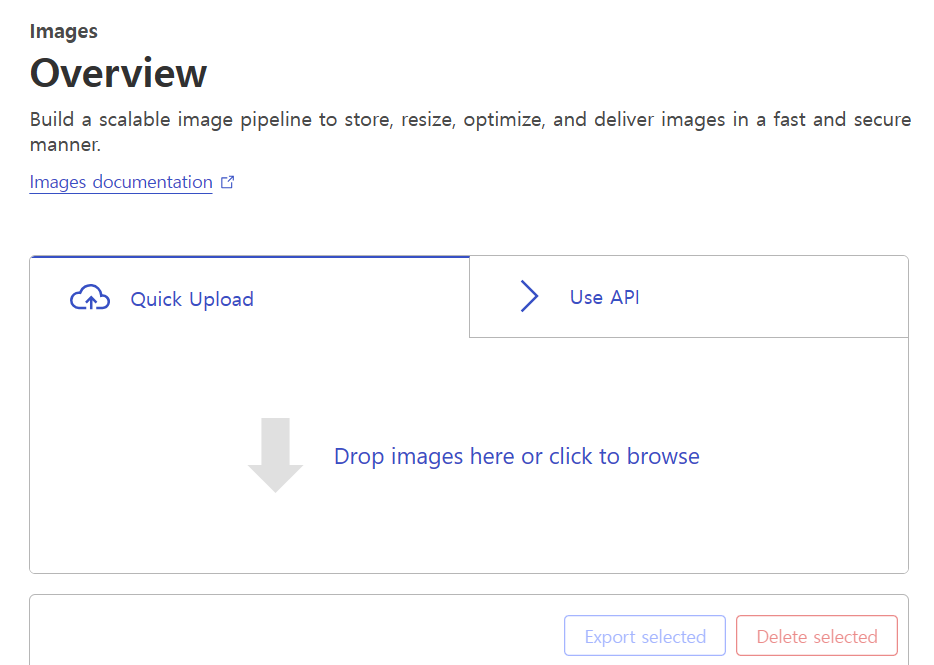 Images
Overview
Build a scalable image pipeline to store, resize, optimize, and deliver images in a fast and secure
manner.
Images documentation
Quick Upload
Use API
Drop images here or click to browse
Export selected
Delete selected